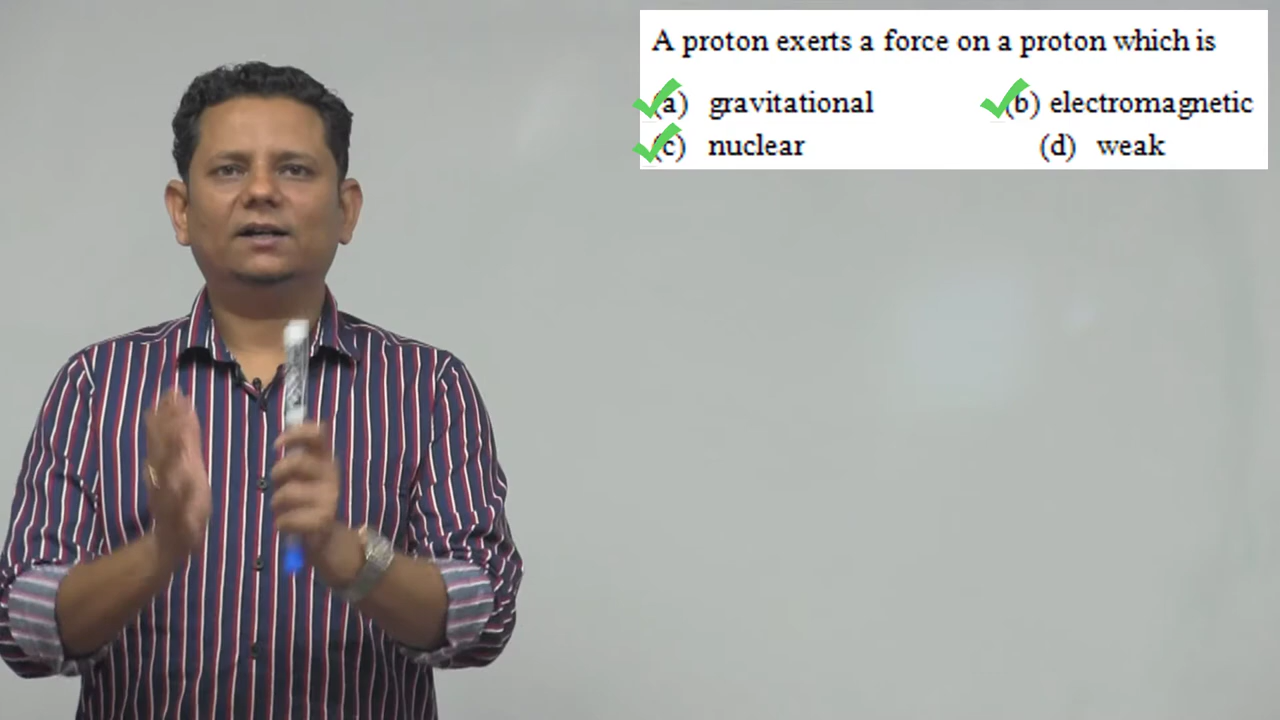 A proton exerts a force on a proton which is
(a) gravitational (b) electromagnetic
(c) nuclear (d) weak